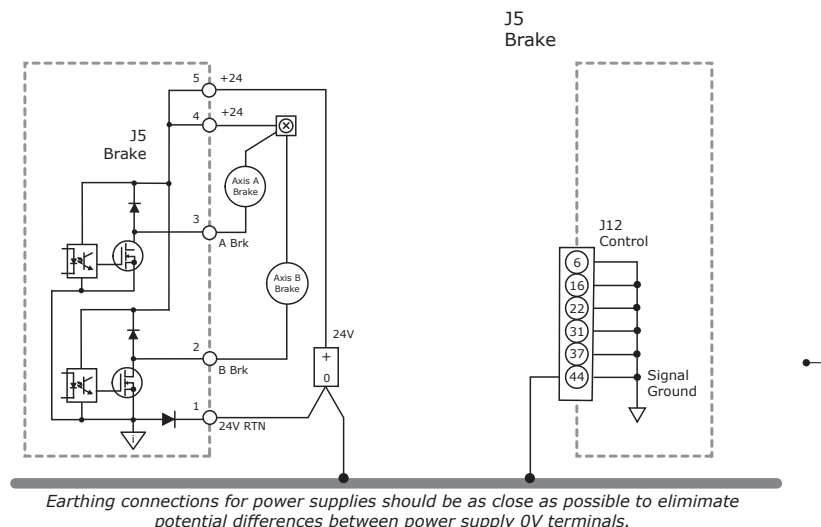 J5
Brake
5 +24
4 +24
J5
Brake
Axis A
Brake
3
A Brk
Axis B
Brake
2
B Brk
24V
+
0
1
24V RTN
i
J12
Control
6
16
22
31
37
44
Signal
Ground
Earthing connections for power supplies should be as close as possible to elimimate
potential differences between power supply 0V terminals.